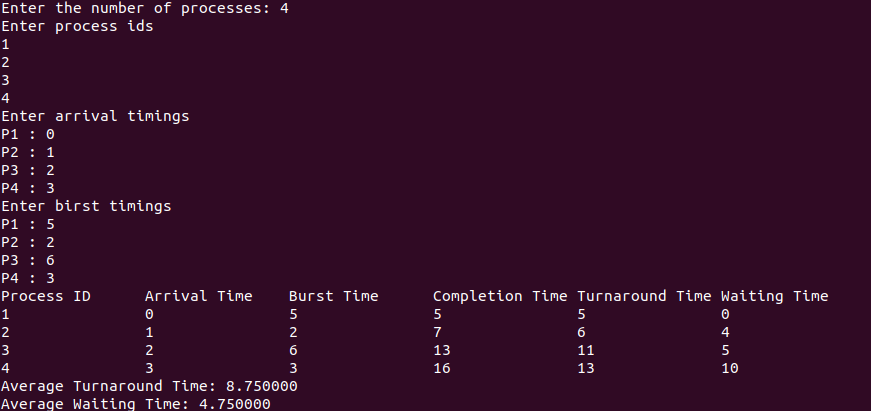 Enter the number of processes: 4
Enter process ids
1
2
3
4
Enter arrival timings
P1 : 0
P2 : 1
P3 : 2
P4 : 3
Enter birst timings
P1 : 5
P2 : 2
P3 : 6
P4 : 3
Process ID Arrival Time Burst Time Completion Time Turnaround Time Waiting Time
1 0 5 5 5 0
2 1 2 7 6 4
3 2 6 13 11 5
4 3 3 16 13 10
Average Turnaround Time: 8.750000
Average Waiting Time: 4.750000